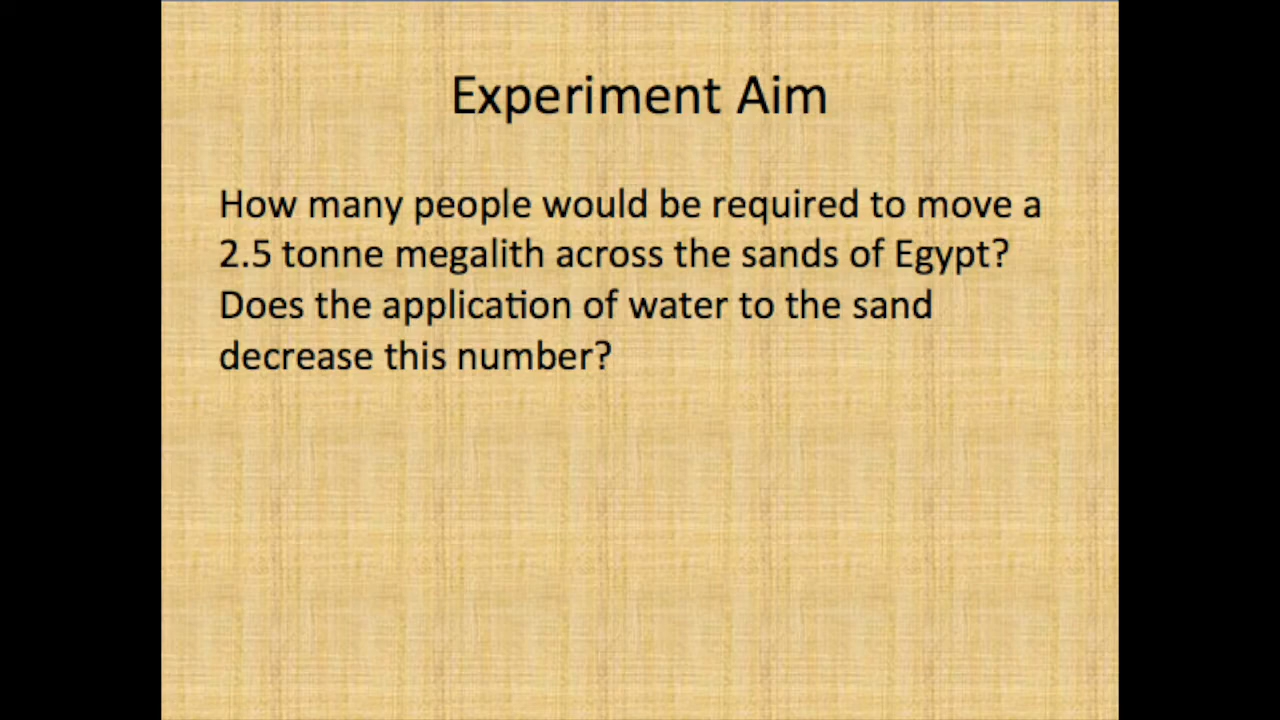 Experiment Aim
How many people would be required to move a
2.5 tonne megalith across the sands of Egypt?
Does the application of water to the sand
decrease this number?